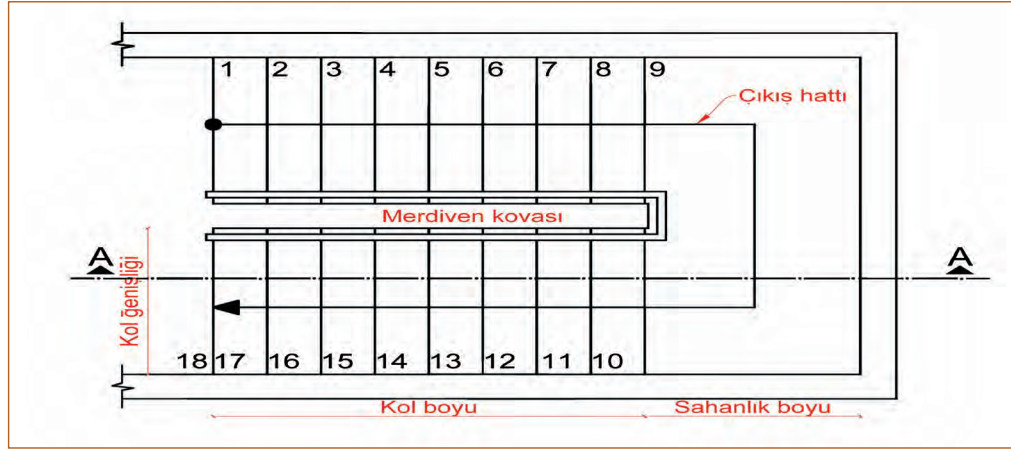 1 2 3 4 5 6 7 8 9
Çıkış hattı
Merdiven kovası
A A
Kol genişliği
18 17 16 15 14 13 12 11 10
Kol boyu Sahanlık boyu